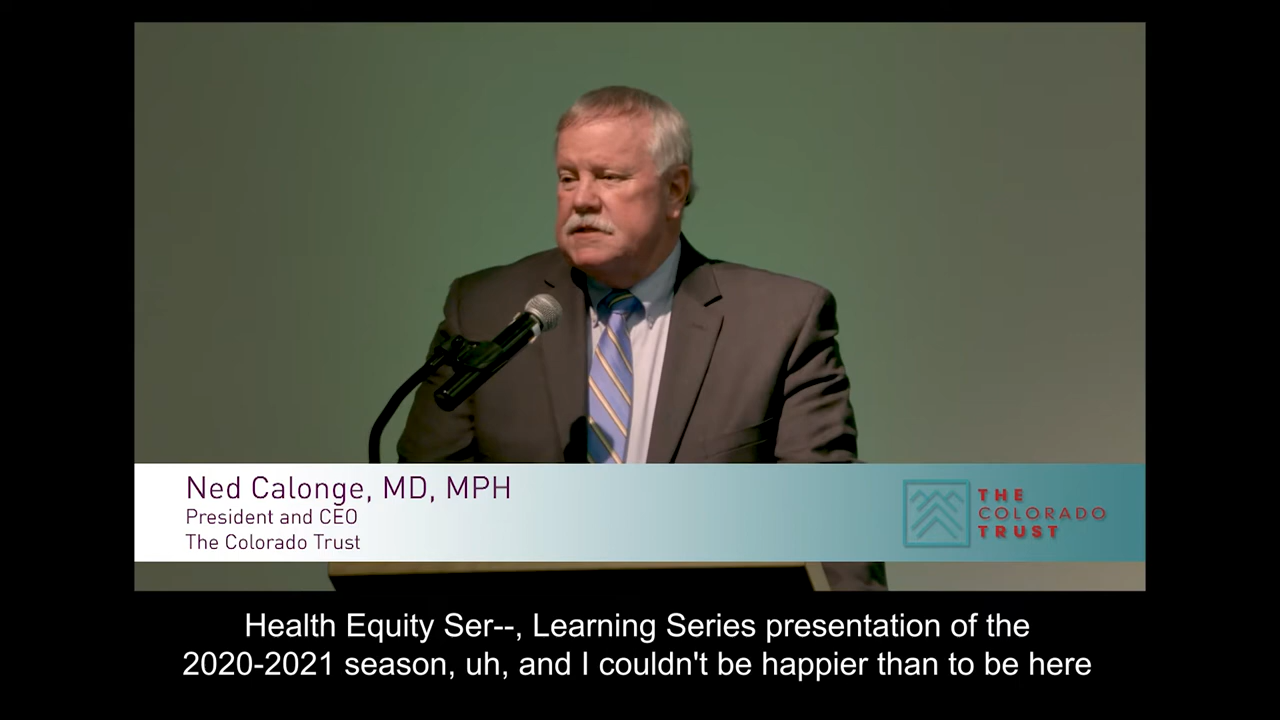 Ned Calonge, MD, MPH
President and CEO
The Colorado Trust
THE
COLORADO
TRUST
Health Equity Ser--, Learning Series presentation of the
2020-2021 season, uh, and I couldn't be happier than to be here